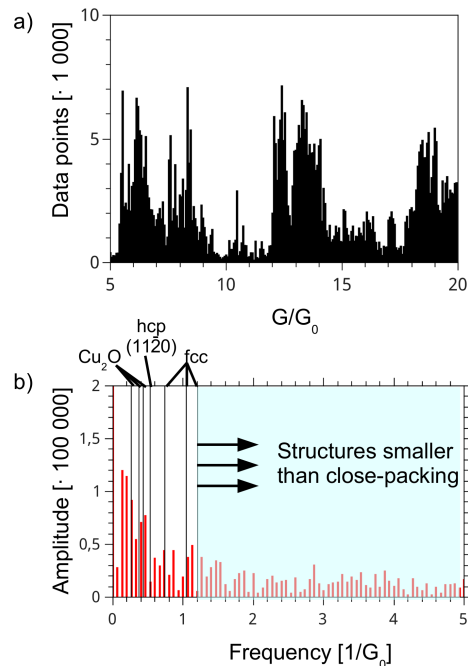 a)
10
5
0
Data points [· 1 000]
5 10 15 20
G/G₀
hcp
Cu₂O (11-20) fcc
b)
2
1,5
1
0,5
0
Amplitude [· 100 000]
Structures smaller
than close-packing
0 1 2 3 4 5
Frequency [1/G₀]